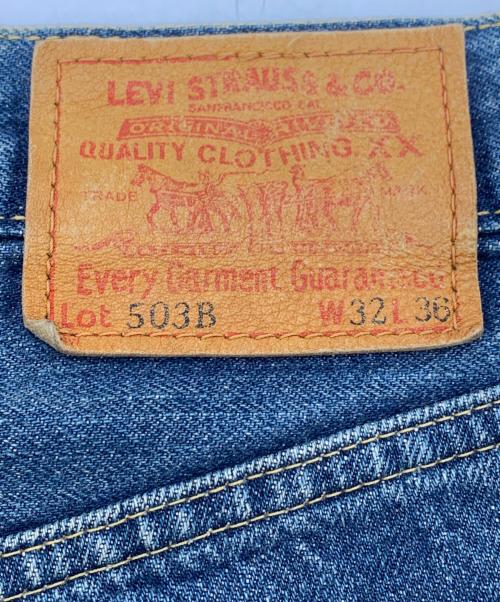 LEVI STRAUSS & CO.
SAN FRANCISCO CAL.
ORIGINAL RIVETED
QUALITY CLOTHING. XX
TRADE MARK
Every Garment Guaranteed
Lot 503B W32 L 36